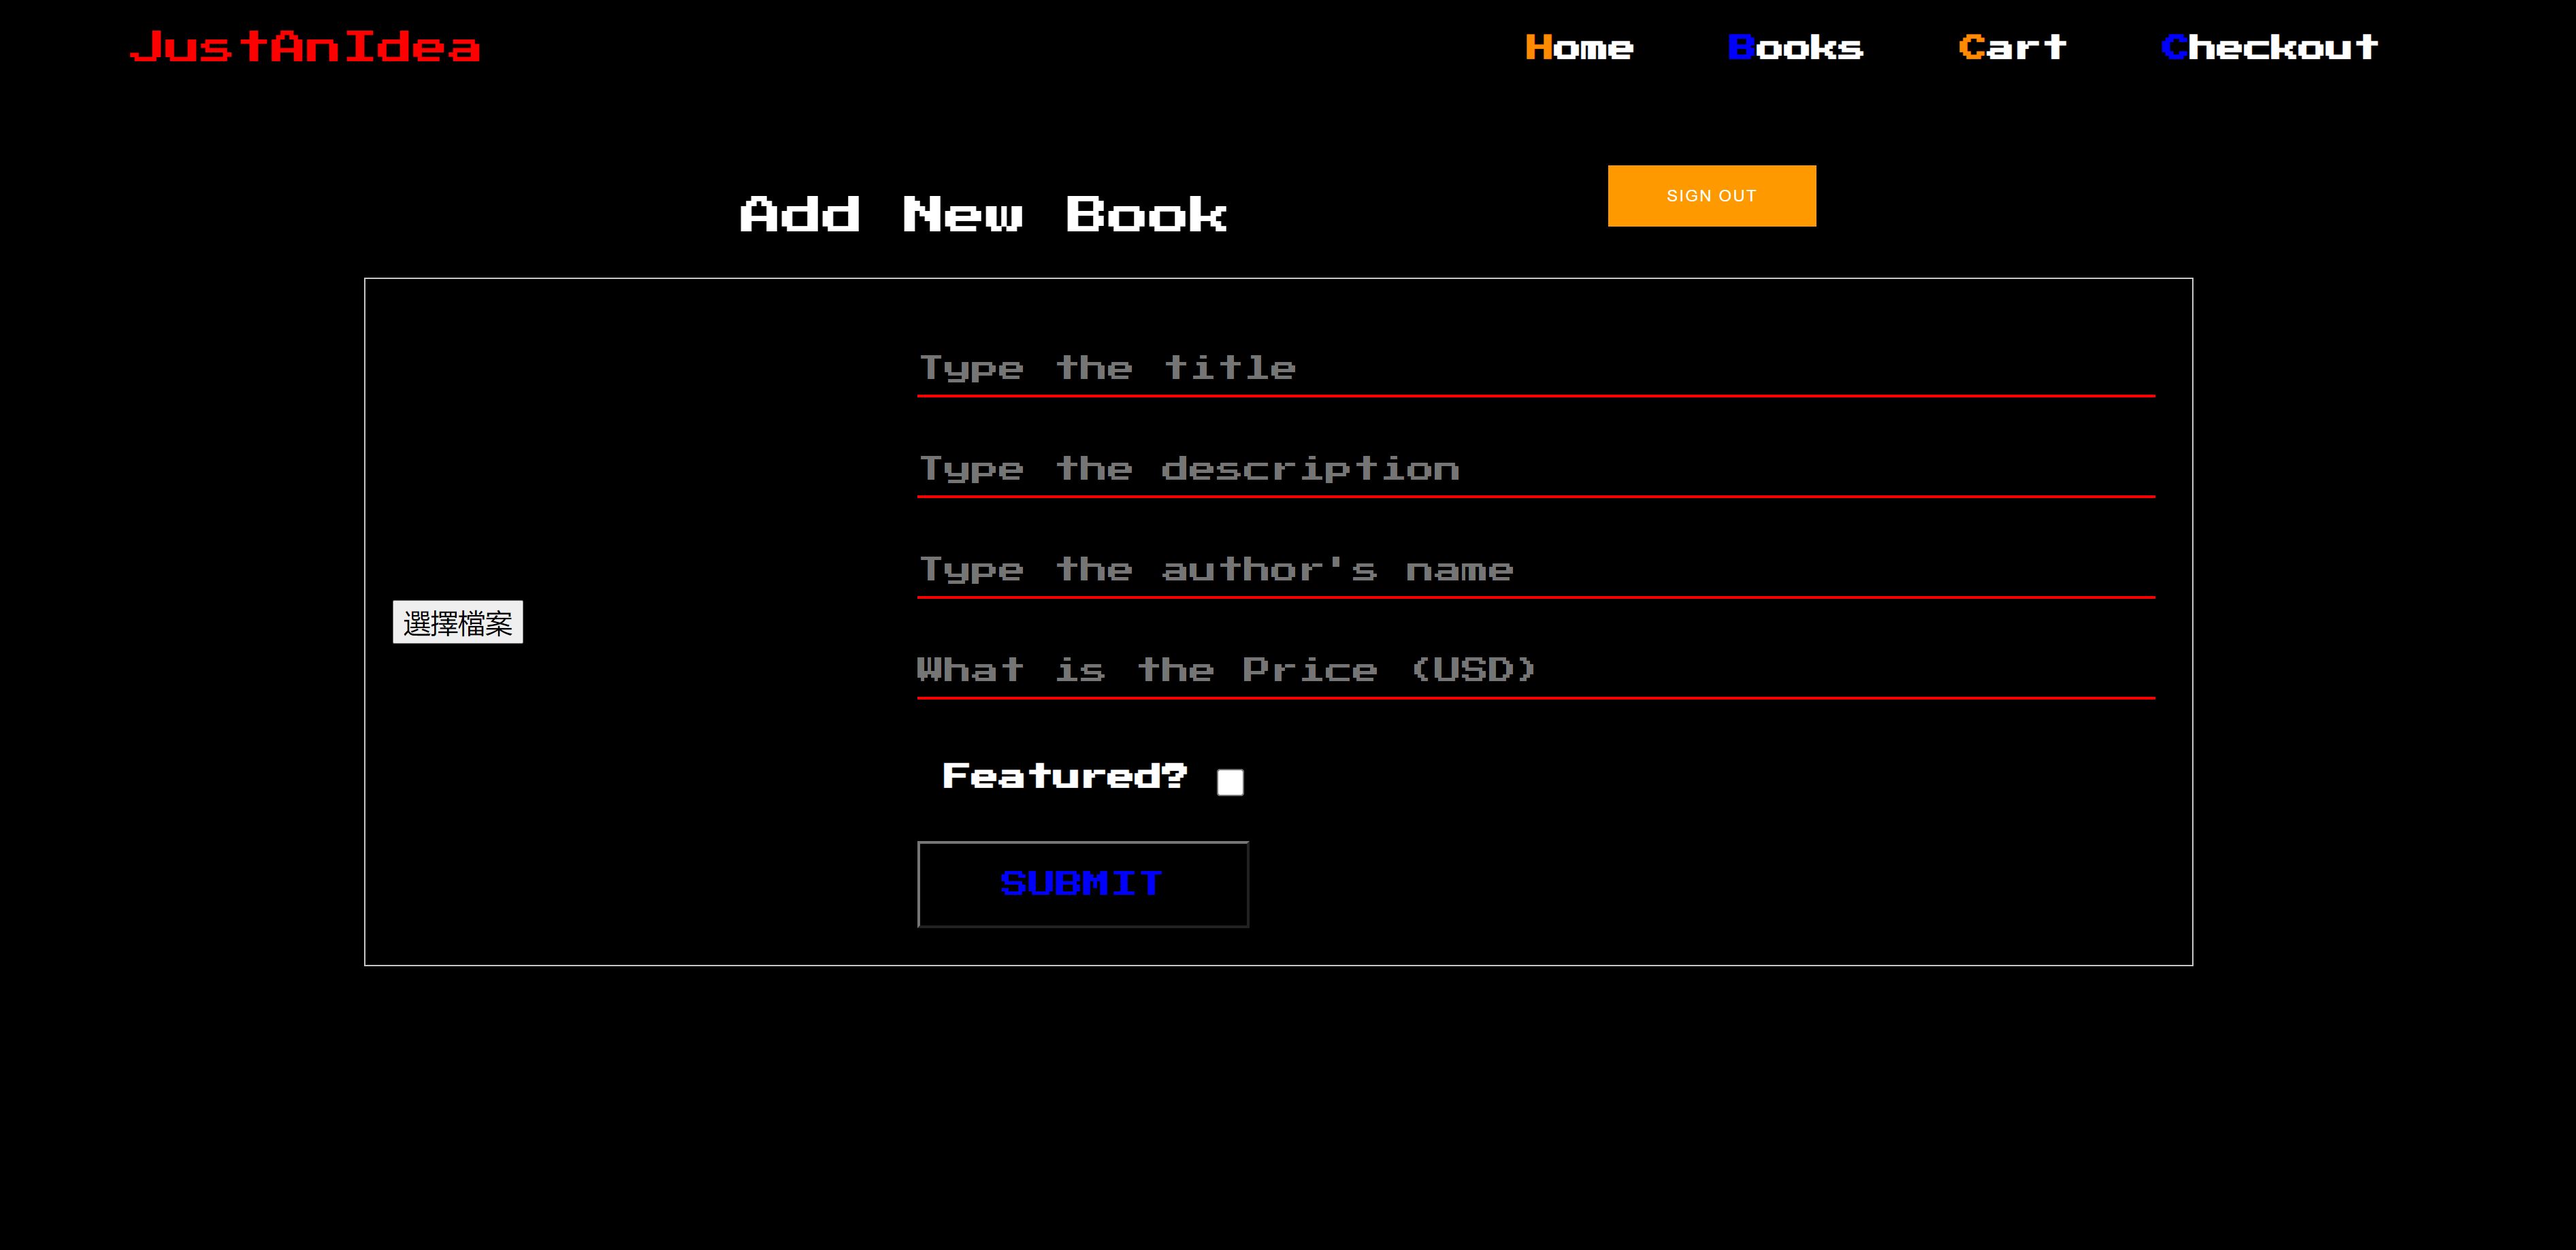 JustAnIdea
Home Books Cart Checkout
Add New Book
SIGN OUT
Type the title
Type the description
Type the author's name
選擇檔案
What is the Price (USD)
Featured?
SUBMIT